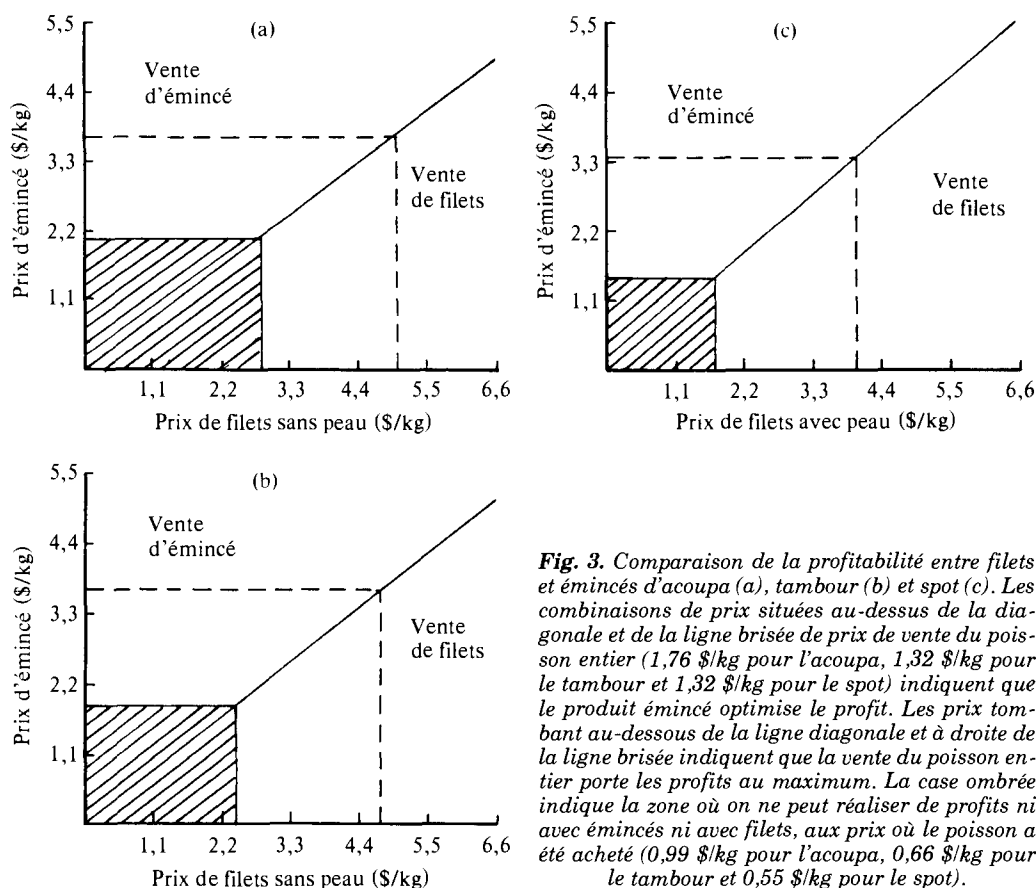 (a)
5,5
4,4
3,3
2,2
1,1
Prix d'émincé ($/kg)
Vente
d'émincé
Vente
de filets
1,1 2,2 3,3 4,4 5,5 6,6
Prix de filets sans peau ($/kg)
(c)
5,5
4,4
3,3
2,2
1,1
Prix d'émincé ($/kg)
Vente
d'émincé
Vente
de filets
1,1 2,2 3,3 4,4 5,5 6,6
Prix de filets avec peau ($/kg)
(b)
5,5
4,4
3,3
2,2
1,1
Prix d'émincé ($/kg)
Vente
d'émincé
Vente
de filets
1,1 2,2 3,3 4,4 5,5 6,6
Prix de filets sans peau ($/kg)
Fig. 3. Comparaison de la profitabilité entre filets
et émincés d'acoupa (a), tambour (b) et spot (c). Les
combinaisons de prix situées au-dessus de la dia-
gonale et de la ligne brisée de prix de vente du pois-
son entier (1,76 $/kg pour l'acoupa, 1,32 $/kg pour
le tambour et 1,32 $/kg pour le spot) indiquent que
le produit émincé optimise le profit. Les prix tom-
bant au-dessous de la ligne diagonale et à droite de
la ligne brisée indiquent que la vente du poisson en-
tier porte les profits au maximum. La case ombrée
indique la zone où on ne peut réaliser de profits ni
avec émincés ni avec filets, aux prix où le poisson a
été acheté (0,99 $/kg pour l'acoupa, 0,66 $/kg pour
le tambour et 0,55 $/kg pour le spot).